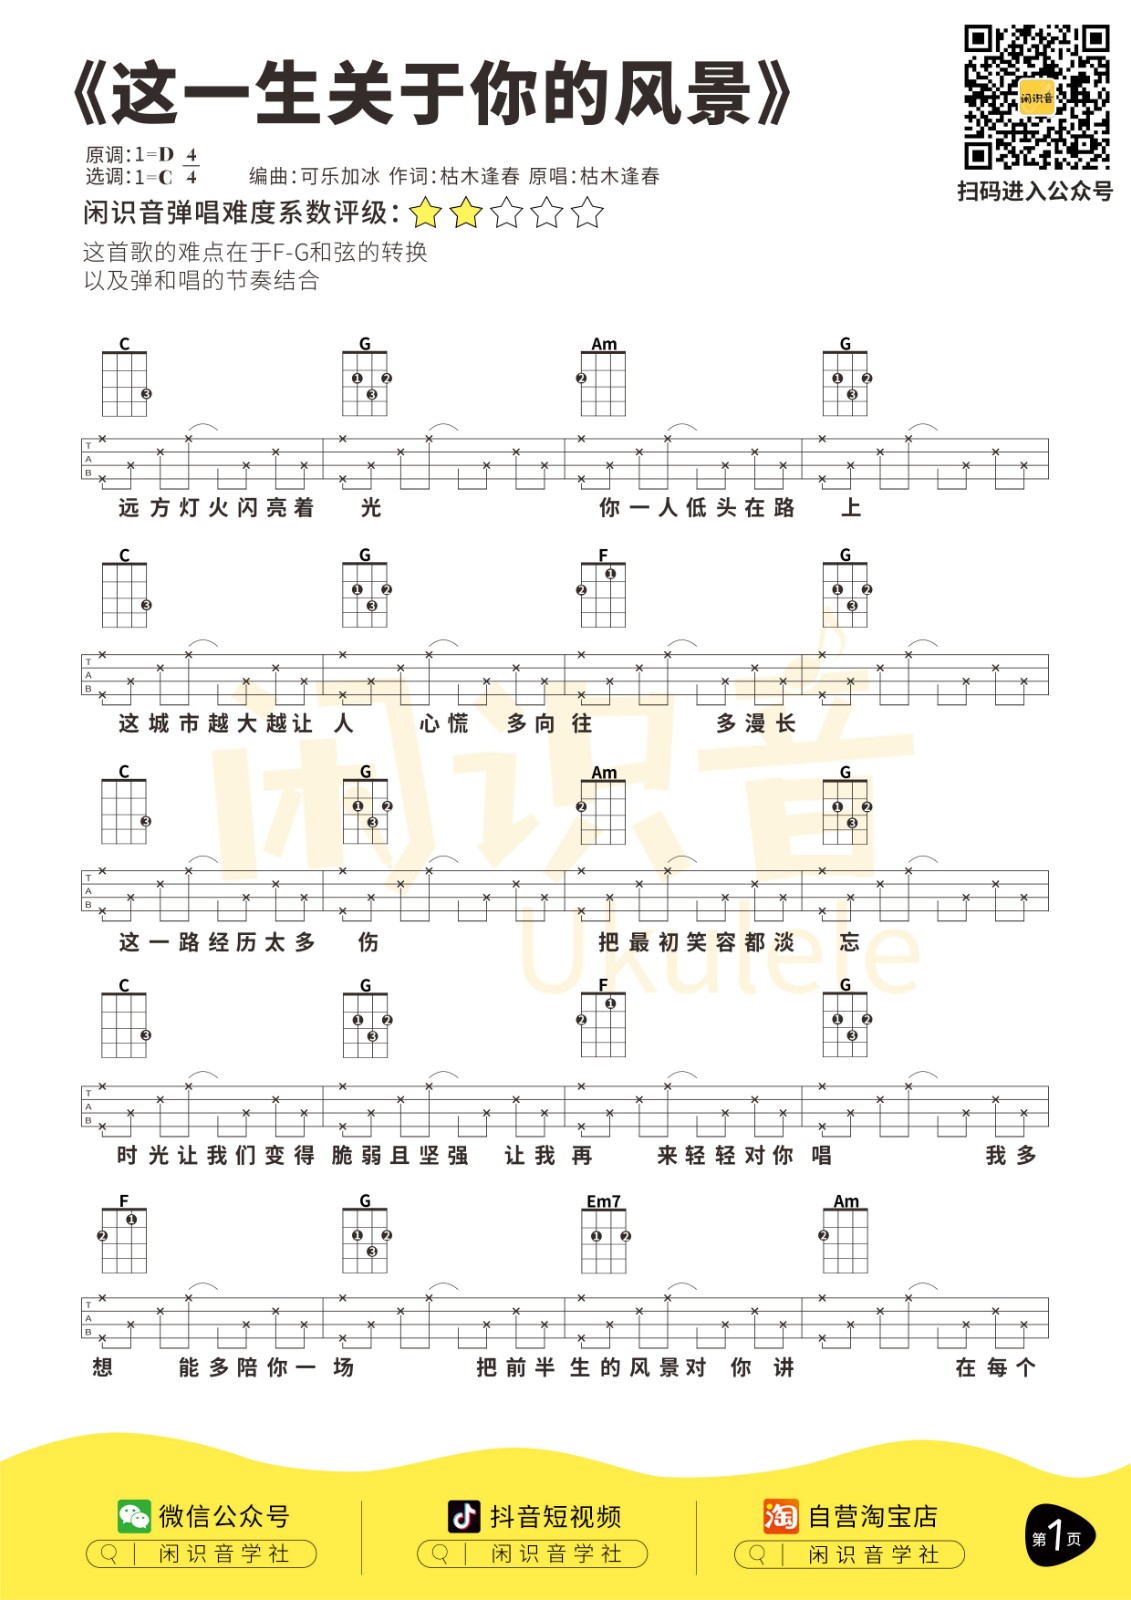 《这一生关于你的风景》
闲识音
扫码进入公众号
原调:1=D 4/4
选调:1=C
编曲:可乐加冰 作词:枯木逢春 原唱:枯木逢春
闲识音弹唱难度系数评级:
这首歌的难点在于F-G和弦的转换
以及弹和唱的节奏结合
C G Am G
1 2 3
T A B
远方灯火闪亮着 光 你一人低头在路 上
C G F G
T A B
这城市越大越让 人 心慌 多向 往 多漫长
C G Am G
T A B
这一路经历太多 伤 把最初笑容都淡 忘
C G F G
T A B
时光让我们变得 脆弱且坚强 让我 再 来轻轻对你 唱 我多
F G Em7 Am
T A B
想 能多陪你一 场 把前半 生的风景对 你 讲 在每个
闲识音
Ukulele
微信公众号 抖音短视频 自营淘宝店
闲识音学社 闲识音学社 闲识音学社
第1页